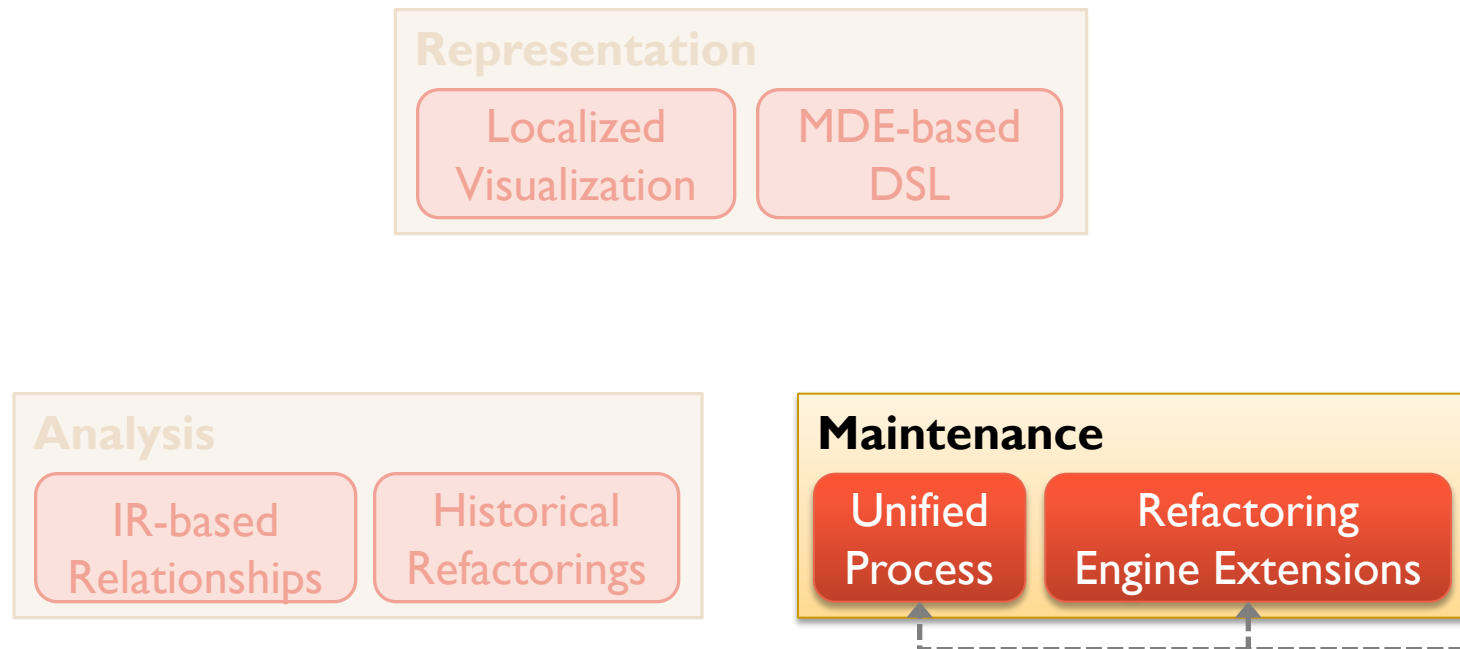 Representation
Localized
Visualization
MDE-based
DSL
Analysis
IR-based
Relationships
Historical
Refactorings
Maintenance
Unified
Process
Refactoring
Engine Extensions